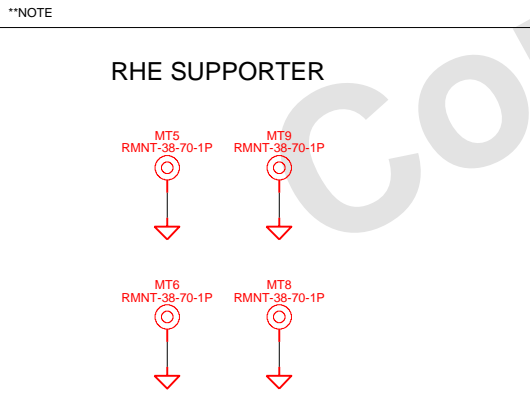 **NOTE
RHE SUPPORTER
MT5
RMNT-38-70-1P
MT9
RMNT-38-70-1P
MT6
RMNT-38-70-1P
MT8
RMNT-38-70-1P
Co